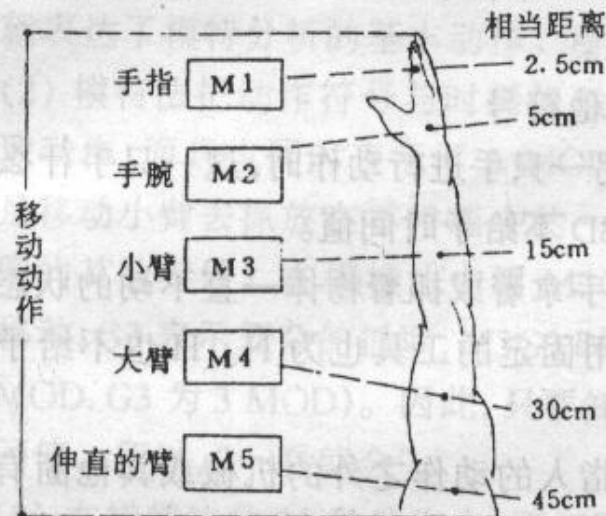 相当距离
手指 M1 2.5cm
5cm
手腕 M2
移动动作
小臂 M3 15cm
大臂 M4
30cm
伸直的臂 M5
45cm